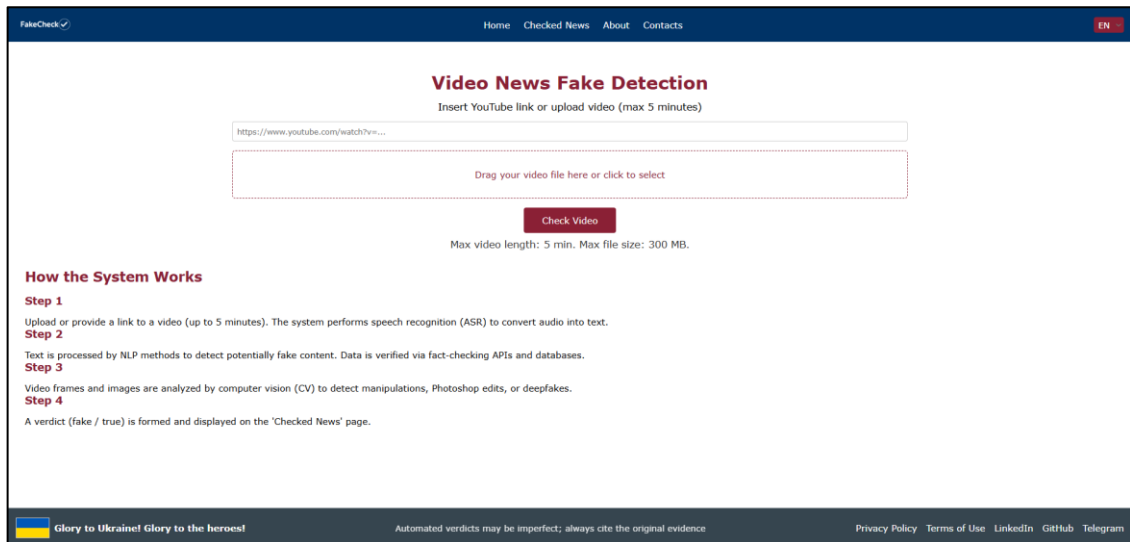 FakeCheck
Home Checked News About Contacts
EN
Video News Fake Detection
Insert YouTube link or upload video (max 5 minutes)
https://www.youtube.com/watch?v=...
Drag your video file here or click to select
Check Video
Max video length: 5 min. Max file size: 300 MB.
How the System Works
Step 1
Upload or provide a link to a video (up to 5 minutes). The system performs speech recognition (ASR) to convert audio into text.
Step 2
Text is processed by NLP methods to detect potentially fake content. Data is verified via fact-checking APIs and databases.
Step 3
Video frames and images are analyzed by computer vision (CV) to detect manipulations, Photoshop edits, or deepfakes.
Step 4
A verdict (fake / true) is formed and displayed on the 'Checked News' page.
Glory to Ukraine! Glory to the heroes!
Automated verdicts may be imperfect; always cite the original evidence
Privacy Policy Terms of Use LinkedIn GitHub Telegram